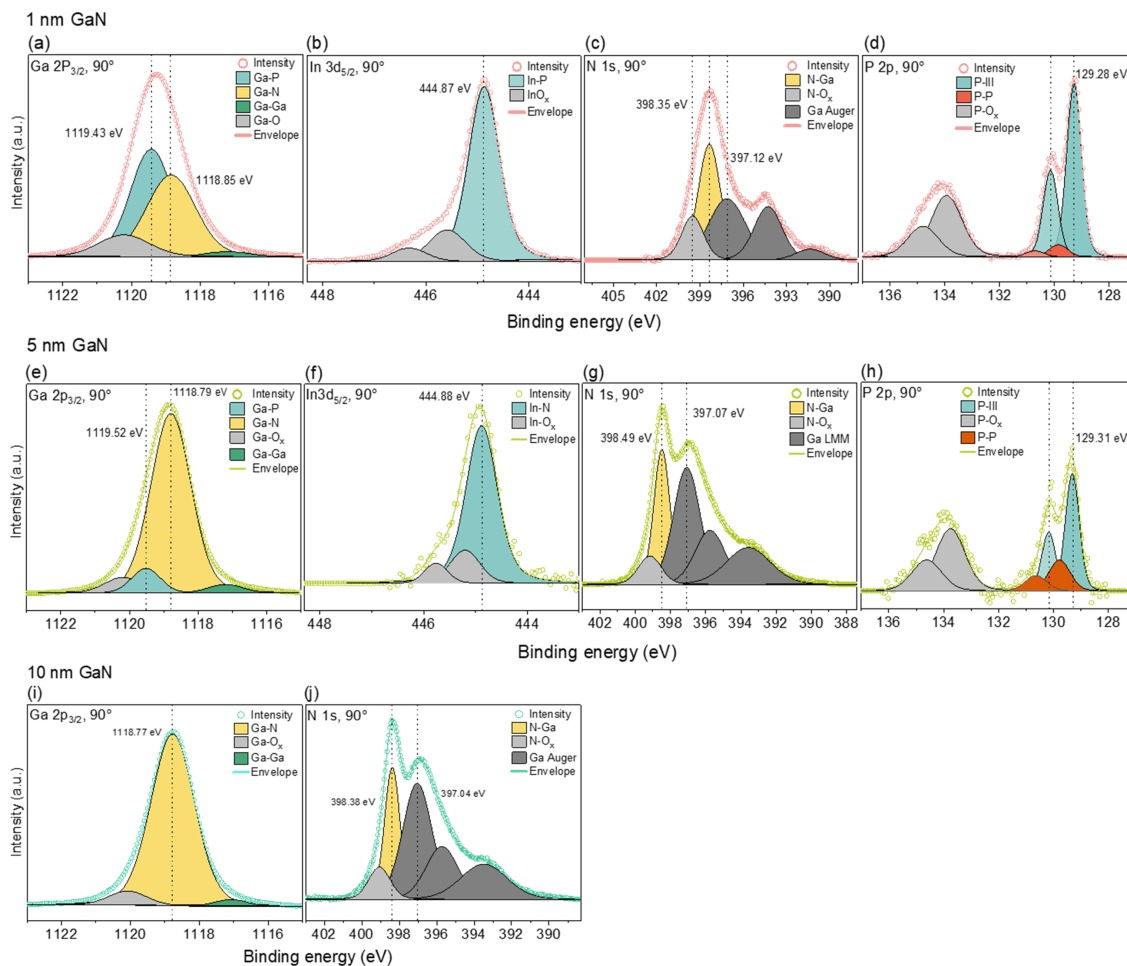 1 nm GaN
(a)
Ga 2P3/2, 90°
Intensity
Ga-P
Ga-N
Ga-Ga
Ga-O
Envelope
1119.43 eV
1118.85 eV
1122 1120 1118 1116
(b)
In 3d5/2, 90°
Intensity
In-P
InOx
Envelope
444.87 eV
448 446 444
(c)
N 1s, 90°
Intensity
N-Ga
N-Ox
Ga Auger
Envelope
398.35 eV
397.12 eV
405 402 399 396 393 390
(d)
P 2p, 90°
Intensity
P-III
P-P
P-Ox
Envelope
129.28 eV
136 134 132 130 128
Intensity (a.u.)
Binding energy (eV)
5 nm GaN
(e)
Ga 2p3/2, 90°
Intensity
Ga-P
Ga-N
Ga-Ox
Ga-Ga
Envelope
1118.79 eV
1119.52 eV
1122 1120 1118 1116
(f)
In3d5/2, 90°
Intensity
In-N
In-Ox
Envelope
444.88 eV
448 446 444
(g)
N 1s, 90°
Intensity
N-Ga
N-Ox
Ga LMM
Envelope
397.07 eV
398.49 eV
402 400 398 396 394 392 390 388
(h)
P 2p, 90°
Intensity
P-III
P-Ox
P-P
Envelope
129.31 eV
136 134 132 130 128
Intensity (a.u.)
Binding energy (eV)
10 nm GaN
(i)
Ga 2p3/2, 90°
Intensity
Ga-N
Ga-Ox
Ga-Ga
Envelope
1118.77 eV
1122 1120 1118 1116
(j)
N 1s, 90°
Intensity
N-Ga
N-Ox
Ga Auger
Envelope
398.38 eV
397.04 eV
402 400 398 396 394 392 390
Intensity (a.u.)
Binding energy (eV)